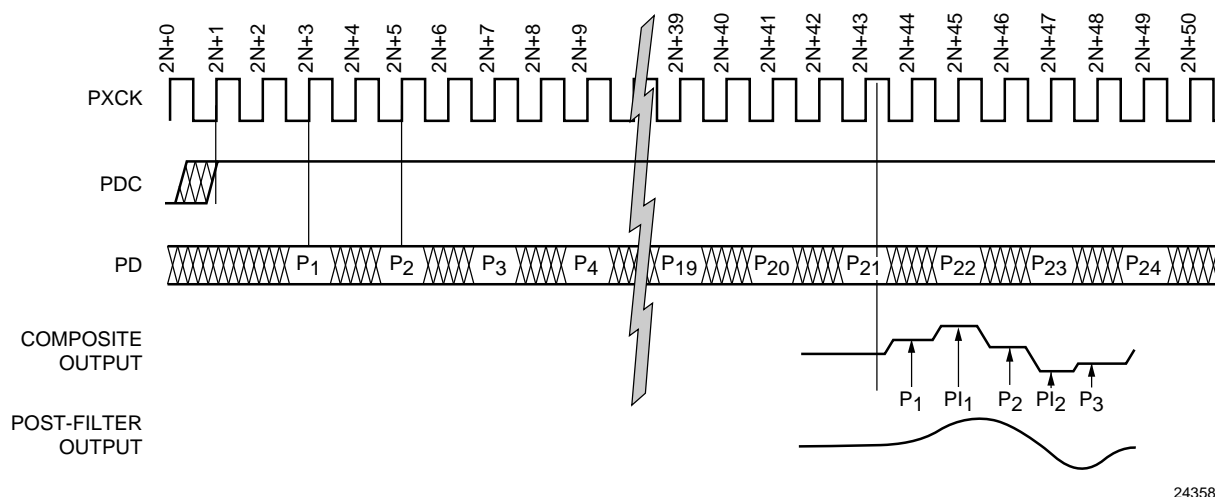 2N+0 2N+1 2N+2 2N+3 2N+4 2N+5 2N+6 2N+7 2N+8 2N+9 2N+39 2N+40 2N+41 2N+42 2N+43 2N+44 2N+45 2N+46 2N+47 2N+48 2N+49 2N+50
PXCK
PDC
PD P1 P2 P3 P4 P19 P20 P21 P22 P23 P24
COMPOSITE
OUTPUT
P1 PI1 P2 PI2 P3
POST-FILTER
OUTPUT
24358